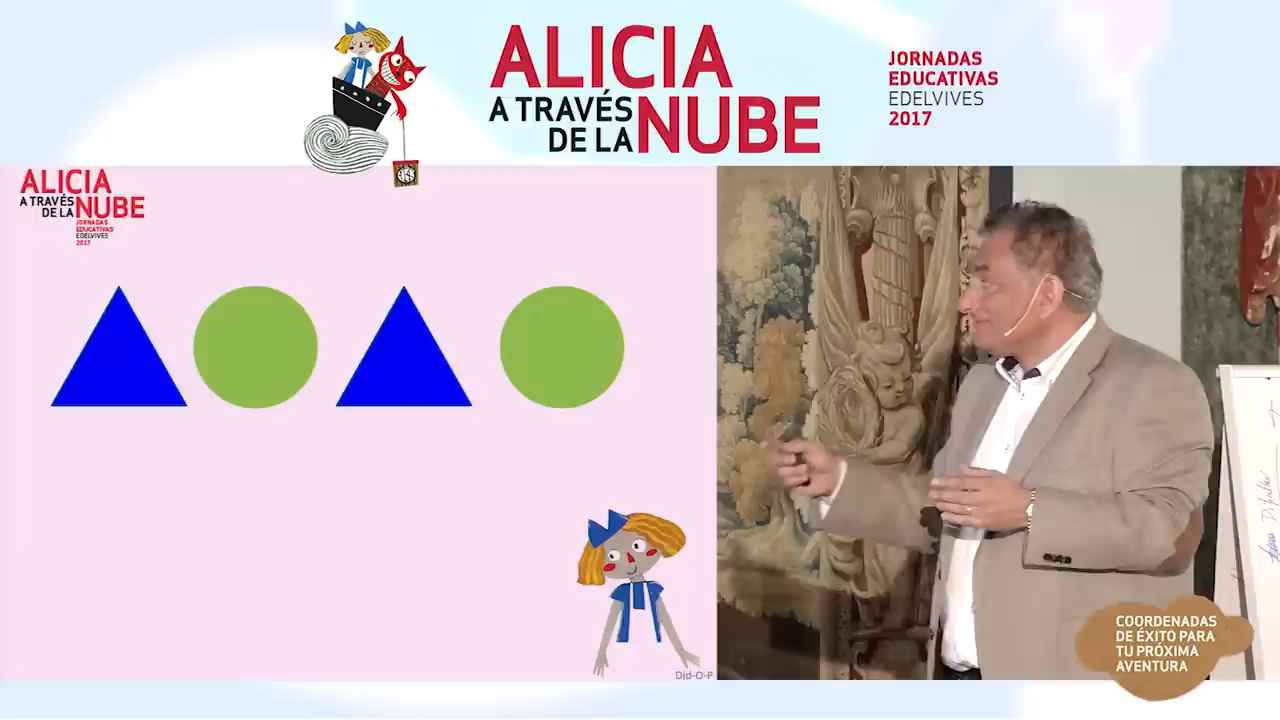 ALICIA
A TRAVÉS
DE LA NUBE
JORNADAS
EDUCATIVAS
EDELVIVES
2017
ALICIA
A TRAVÉS
DE LA NUBE
JORNADAS
EDUCATIVAS
EDELVIVES
2017
Did-O-P
COORDENADAS
DE ÉXITO PARA
TU PRÓXIMA
AVENTURA